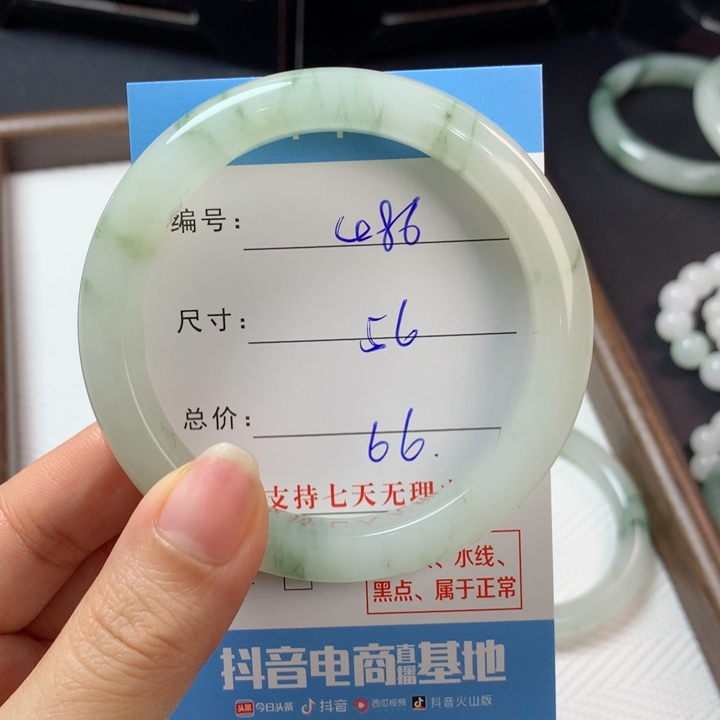 编号: 6086
尺寸: 56
总价: 66.
支持七天无理
水线、
黑点、属于正常
抖音电商直播基地
头条 今日头条 抖音 西瓜视频 抖音火山版